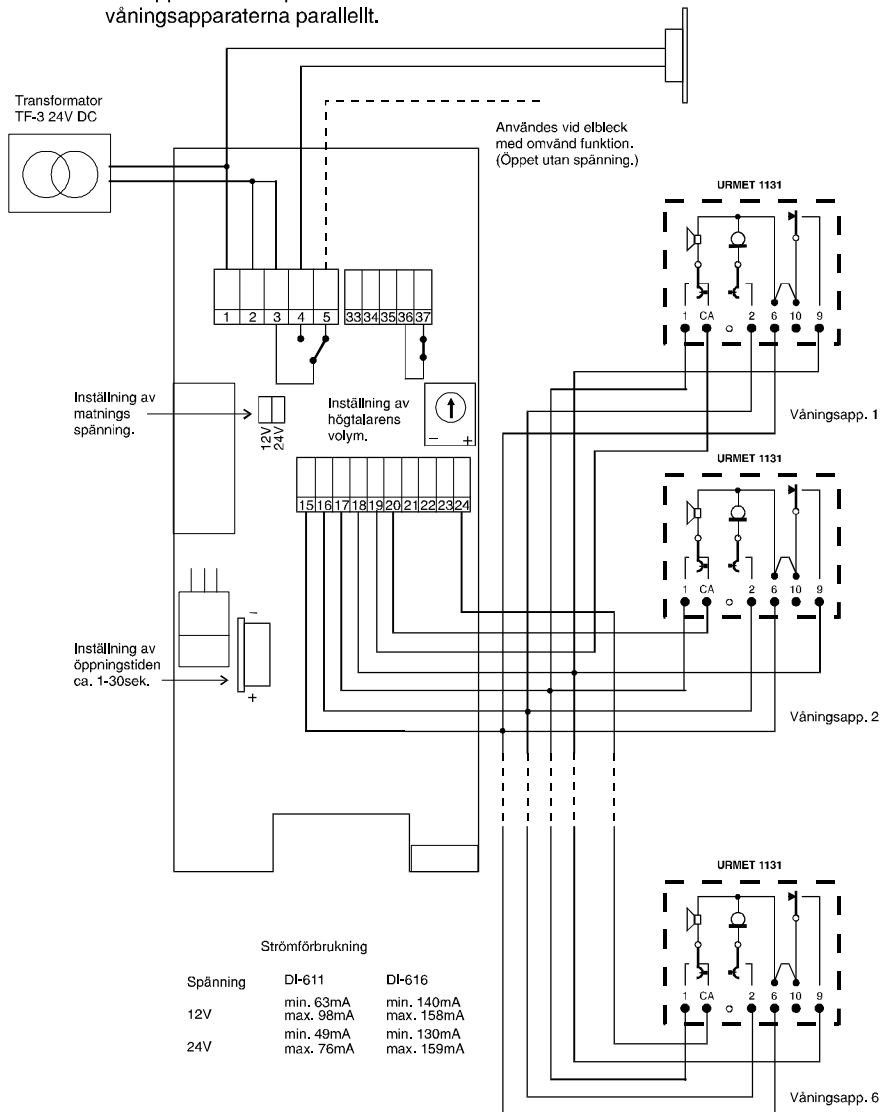 våningsapparaterna parallellt.
Transformator
TF-3 24V DC
Användes vid elbleck
med omvänd funktion.
(Öppet utan spänning.)
URMET 1131
1 CA 2 6 10 9
Våningsapp. 1
1 2 3 4 5
33 34 35 36 37
Inställning av
matnings
spänning.
12V
24V
Inställning av
högtalarens
volym.
– +
15 16 17 18 19 20 21 22 23 24
URMET 1131
1 CA 2 6 10 9
Våningsapp. 2
Inställning av
öppningstiden
ca. 1-30sek.
–
+
URMET 1131
1 CA 2 6 10 9
Våningsapp. 6
Strömförbrukning
Spänning DI-611 DI-616
12V min. 63mA min. 140mA
max. 98mA max. 158mA
24V min. 49mA min. 130mA
max. 76mA max. 159mA